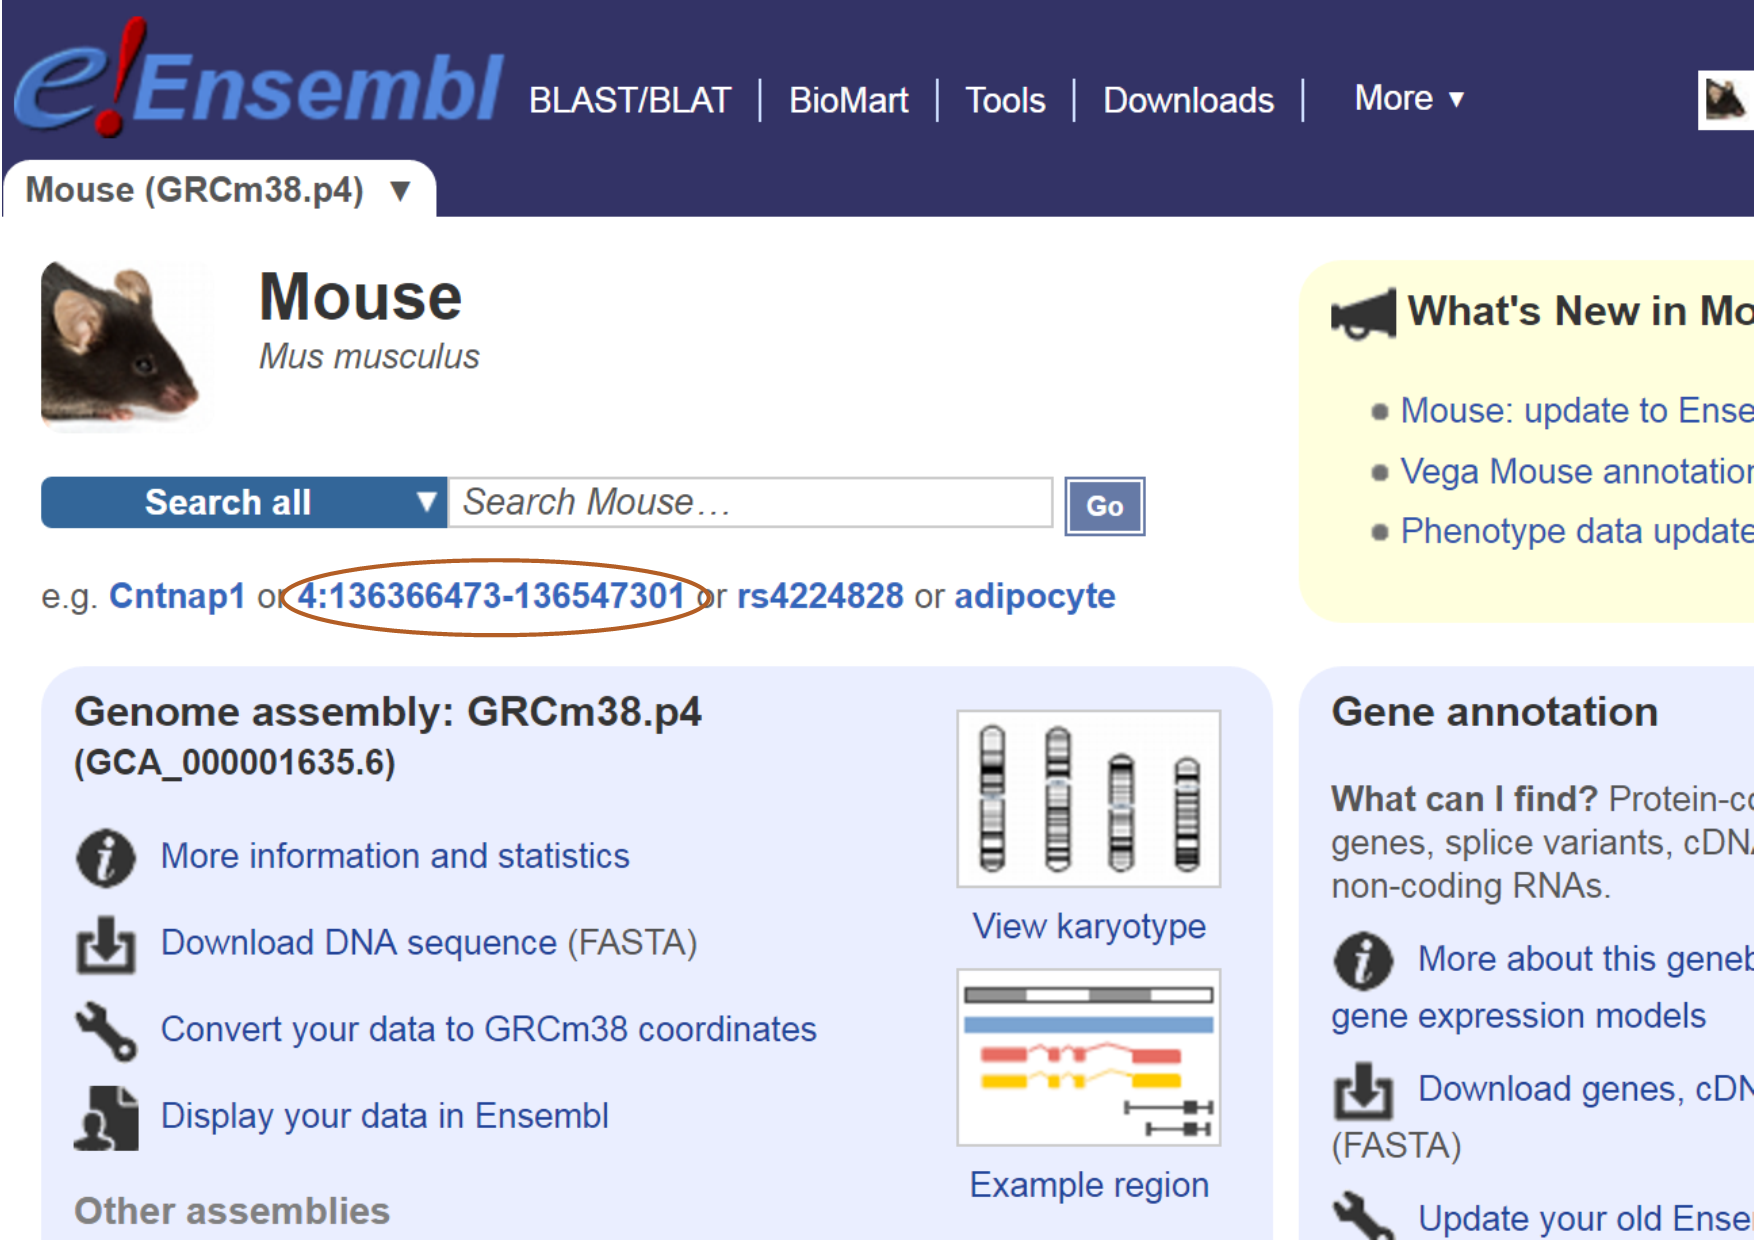 e!Ensembl BLAST/BLAT | BioMart | Tools | Downloads | More ▼
Mouse (GRCm38.p4) ▼
Mouse
Mus musculus
Search all ▼ Search Mouse… Go
e.g. Cntnap1 or 4:136366473-136547301 or rs4224828 or adipocyte
Genome assembly: GRCm38.p4
(GCA_000001635.6)
More information and statistics
Download DNA sequence (FASTA)
Convert your data to GRCm38 coordinates
Display your data in Ensembl
Other assemblies
View karyotype
Example region
What's New in Mo
Mouse: update to Ense
Vega Mouse annotation
Phenotype data update
Gene annotation
What can I find? Protein-co
genes, splice variants, cDNA
non-coding RNAs.
More about this geneb
gene expression models
Download genes, cDN
(FASTA)
Update your old Ense